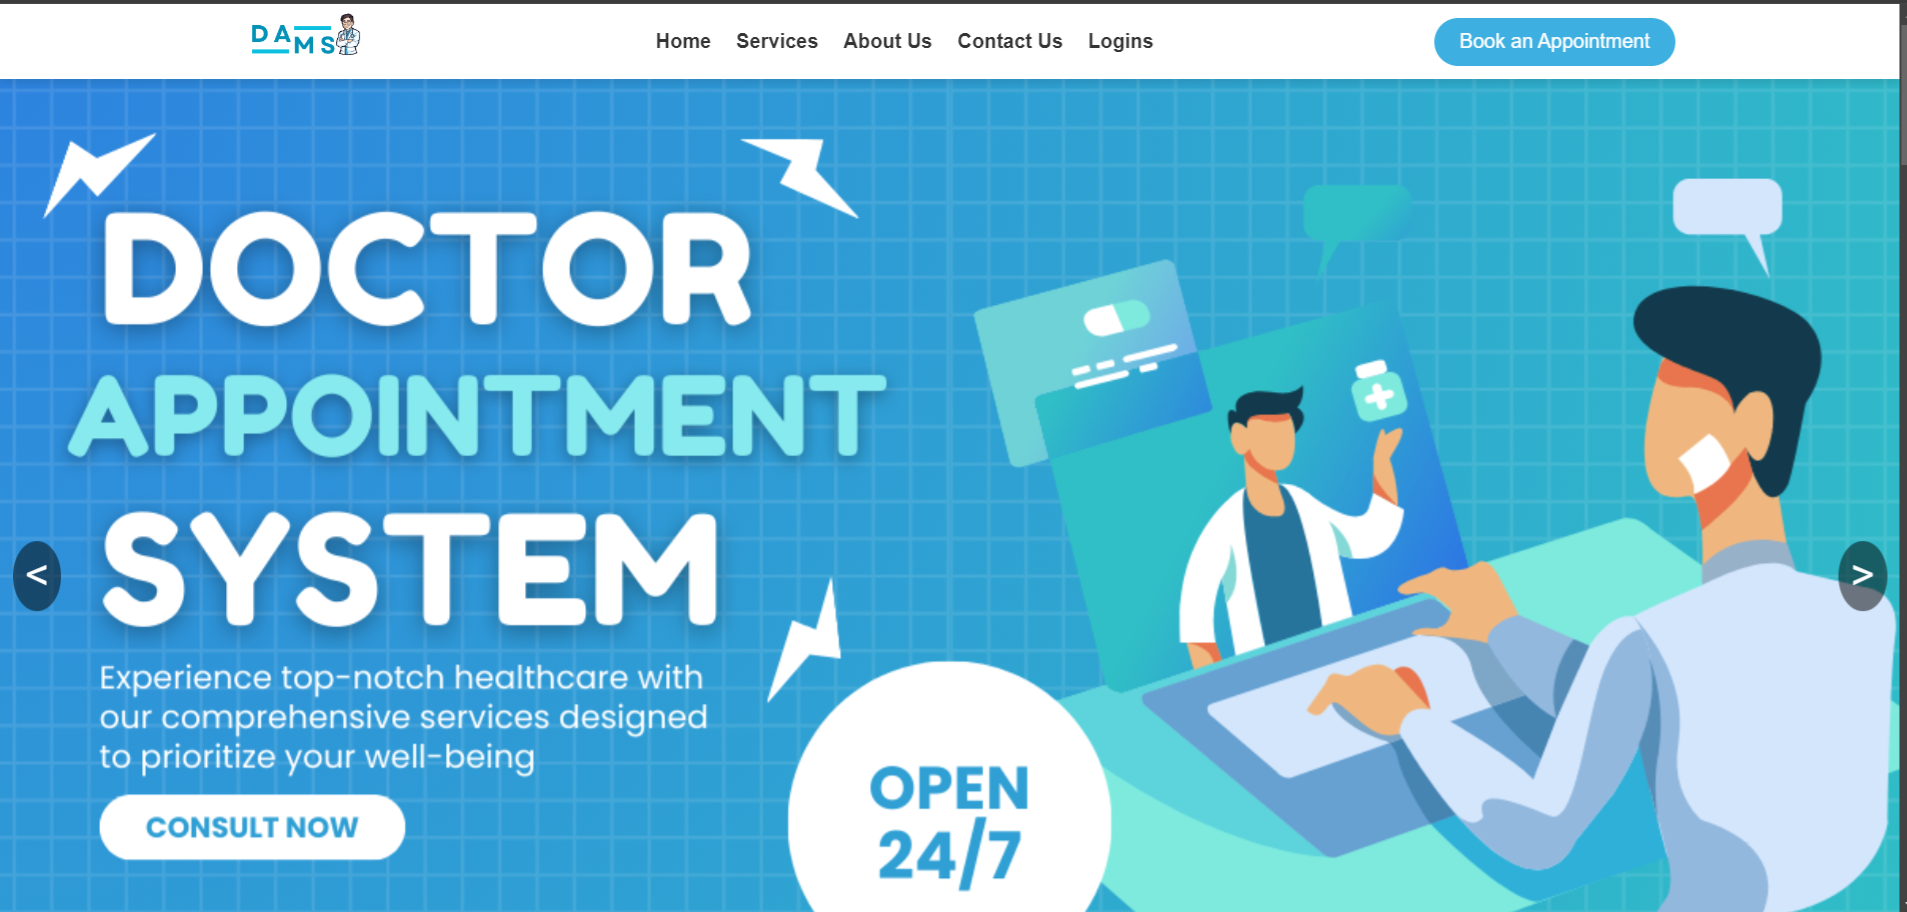 DAMS
Home Services About Us Contact Us Logins
Book an Appointment
DOCTOR
APPOINTMENT
SYSTEM
Experience top-notch healthcare with
our comprehensive services designed
to prioritize your well-being
CONSULT NOW
OPEN
24/7
<
>